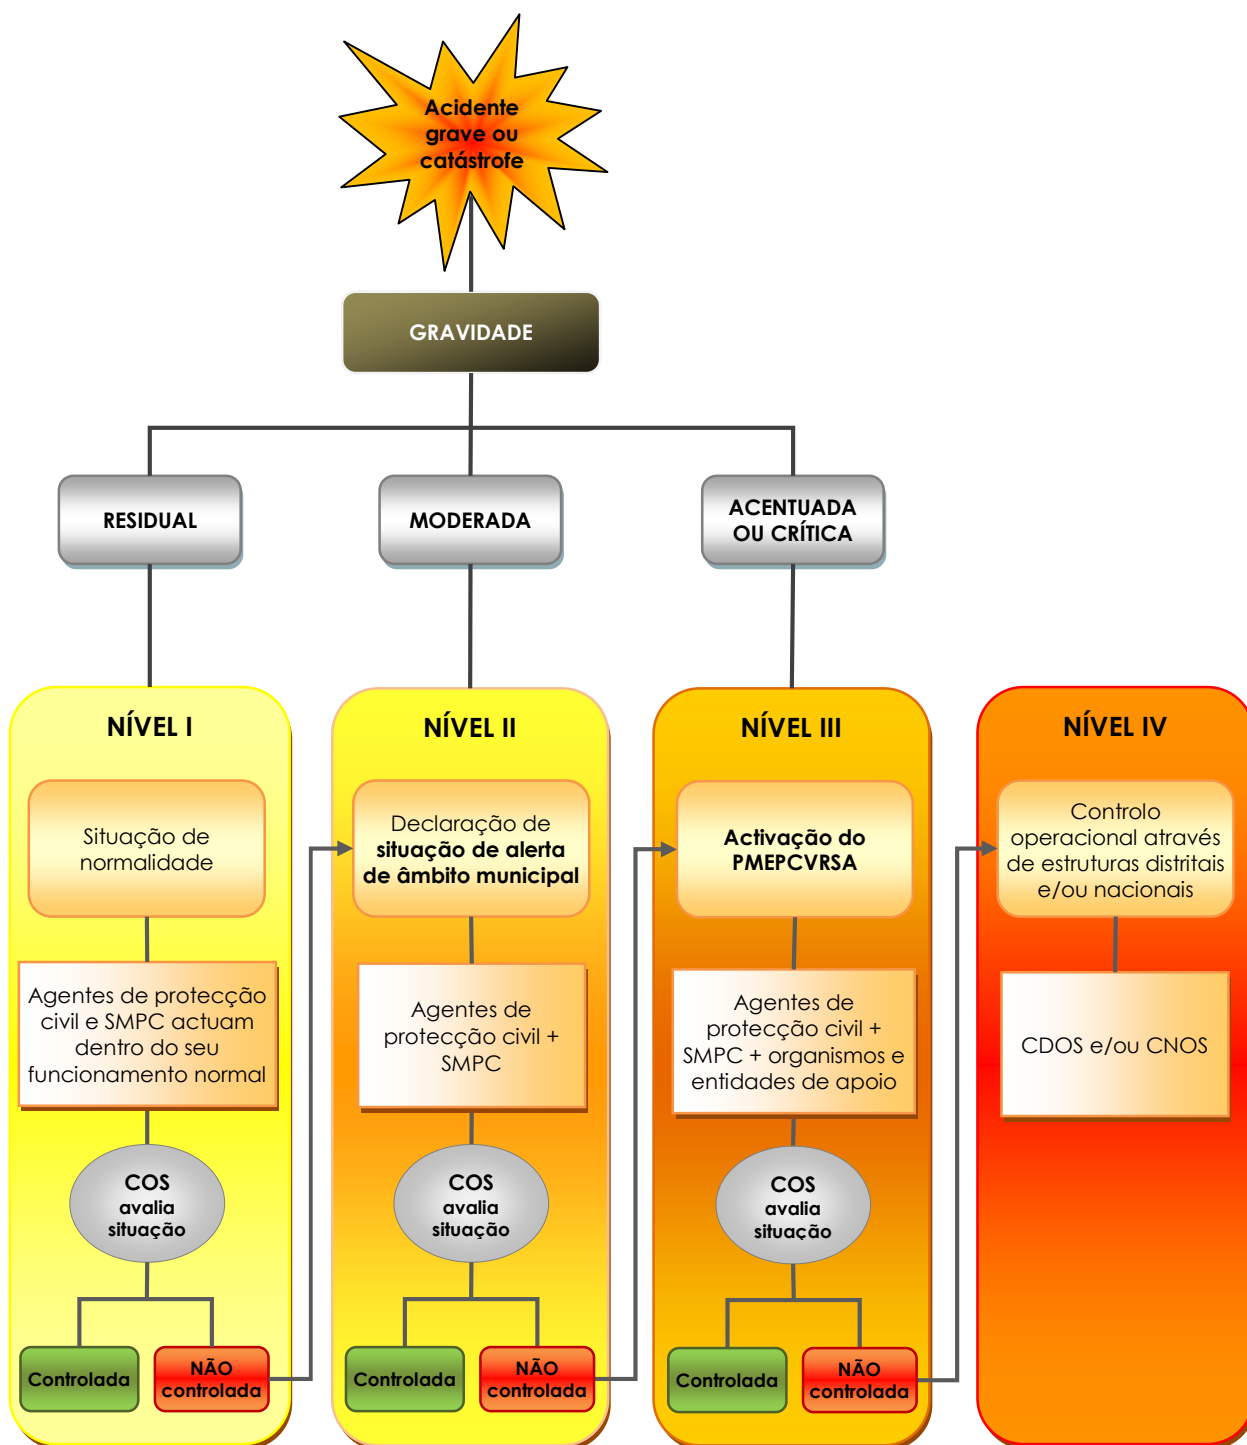 Acidente
grave ou
catástrofe
GRAVIDADE
RESIDUAL
MODERADA
ACENTUADA
OU CRÍTICA
NÍVEL I
Situação de
normalidade
Agentes de protecção
civil e SMPC actuam
dentro do seu
funcionamento normal
COS
avalia
situação
Controlada
NÃO
controlada
NÍVEL II
Declaração de
situação de alerta
de âmbito municipal
Agentes de
protecção civil +
SMPC
COS
avalia
situação
Controlada
NÃO
controlada
NÍVEL III
Activação do
PMEPCVRSA
Agentes de
protecção civil +
SMPC + organismos e
entidades de apoio
COS
avalia
situação
Controlada
NÃO
controlada
NÍVEL IV
Controlo
operacional através
de estruturas distritais
e/ou nacionais
CDOS e/ou CNOS